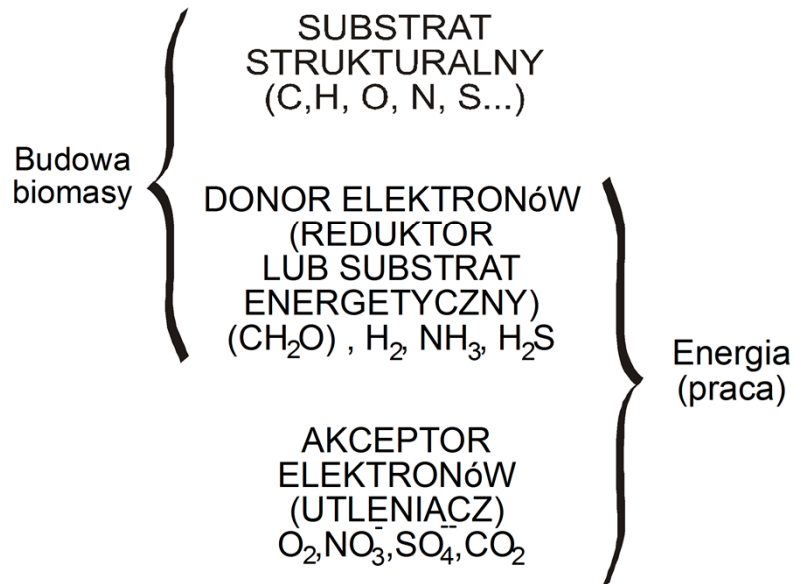 SUBSTRAT
STRUKTURALNY
(C,H, O, N, S...)
Budowa
biomasy
DONOR ELEKTRONóW
(REDUKTOR
LUB SUBSTRAT
ENERGETYCZNY)
(CH₂O) , H₂, NH₃, H₂S
Energia
(praca)
AKCEPTOR
ELEKTRONóW
(UTLENIACZ)
O₂,NO₃⁻,SO₄⁻⁻,CO₂